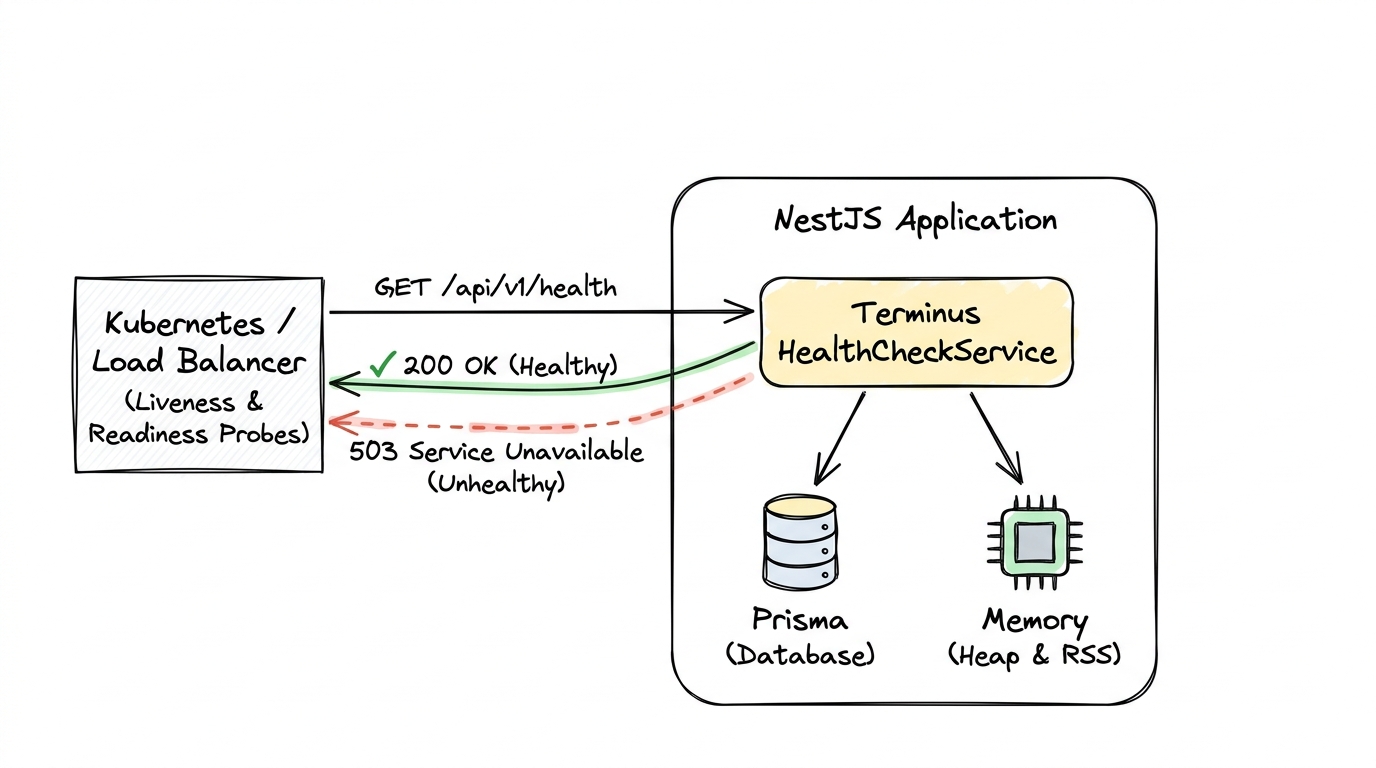 NestJS Application
GET /api/v1/health
Kubernetes /
Load Balancer
(Liveness &
Readiness Probes)
✓ 200 OK (Healthy)
503 Service Unavailable
(Unhealthy)
Terminus
HealthCheckService
Prisma
(Database)
Memory
(Heap & RSS)